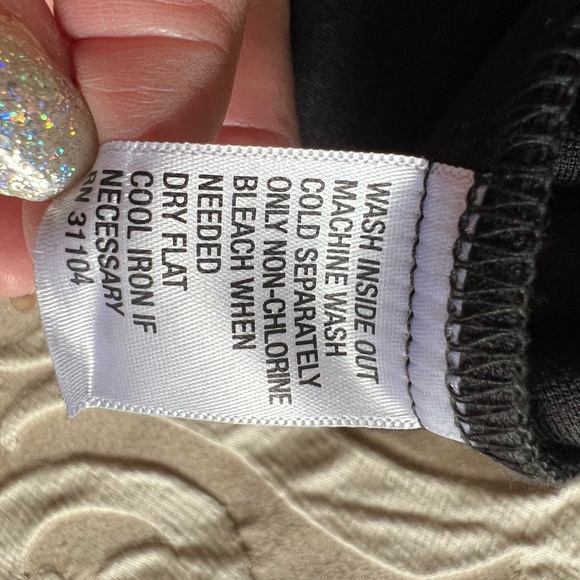 WASH INSIDE OUT
MACHINE WASH
COLD SEPARATELY
ONLY NON-CHLORINE
BLEACH WHEN
NEEDED
DRY FLAT
COOL IRON IF
NECESSARY
RN 31104